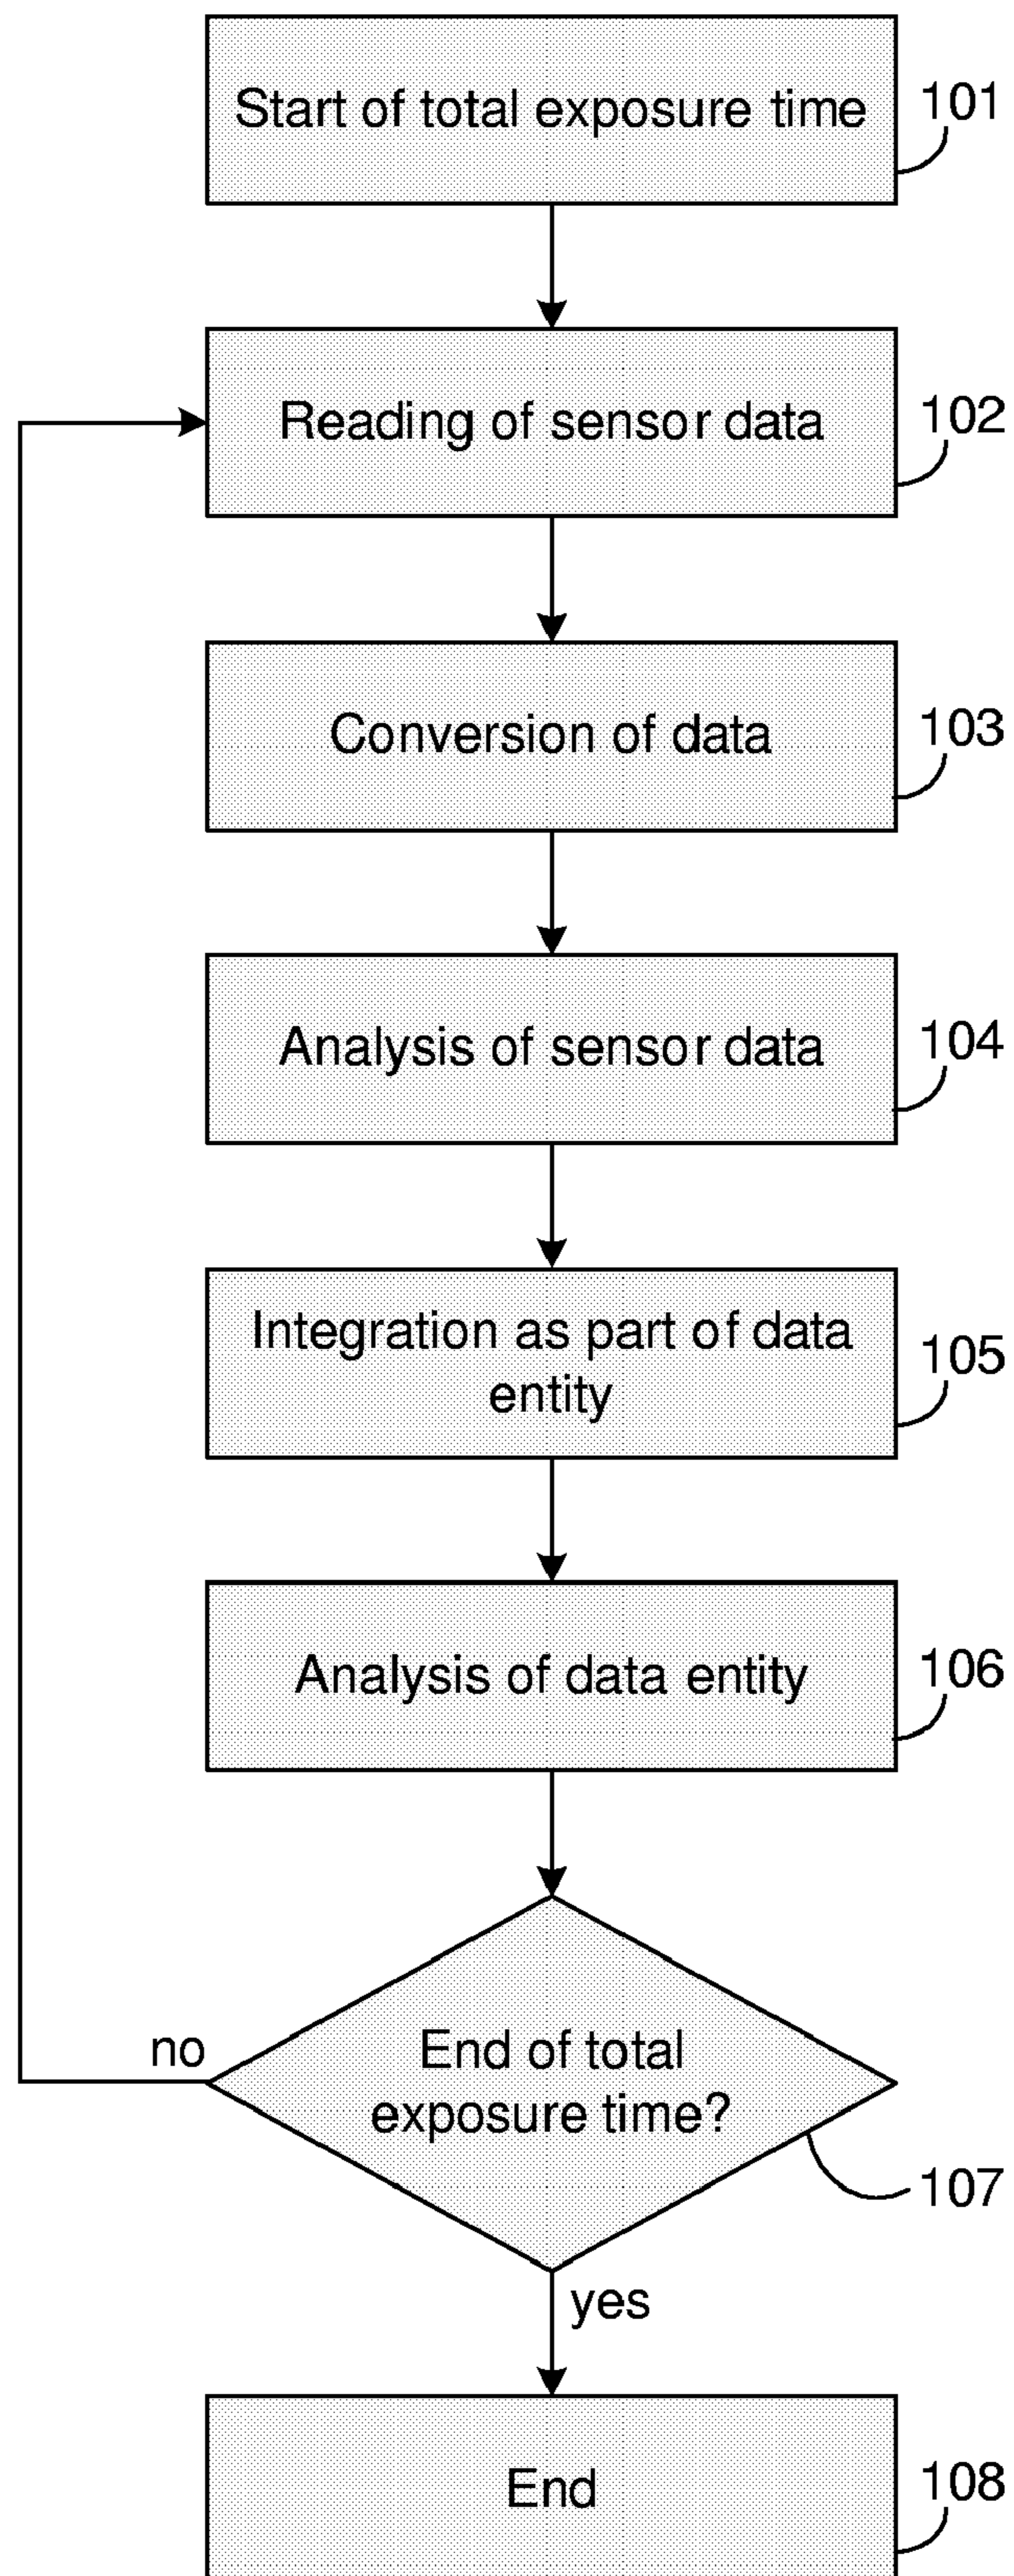 Start of total exposure time
101
Reading of sensor data
102
Conversion of data
103
Analysis of sensor data
104
Integration as part of data
entity
105
Analysis of data entity
106
no
End of total
exposure time?
107
yes
End
108